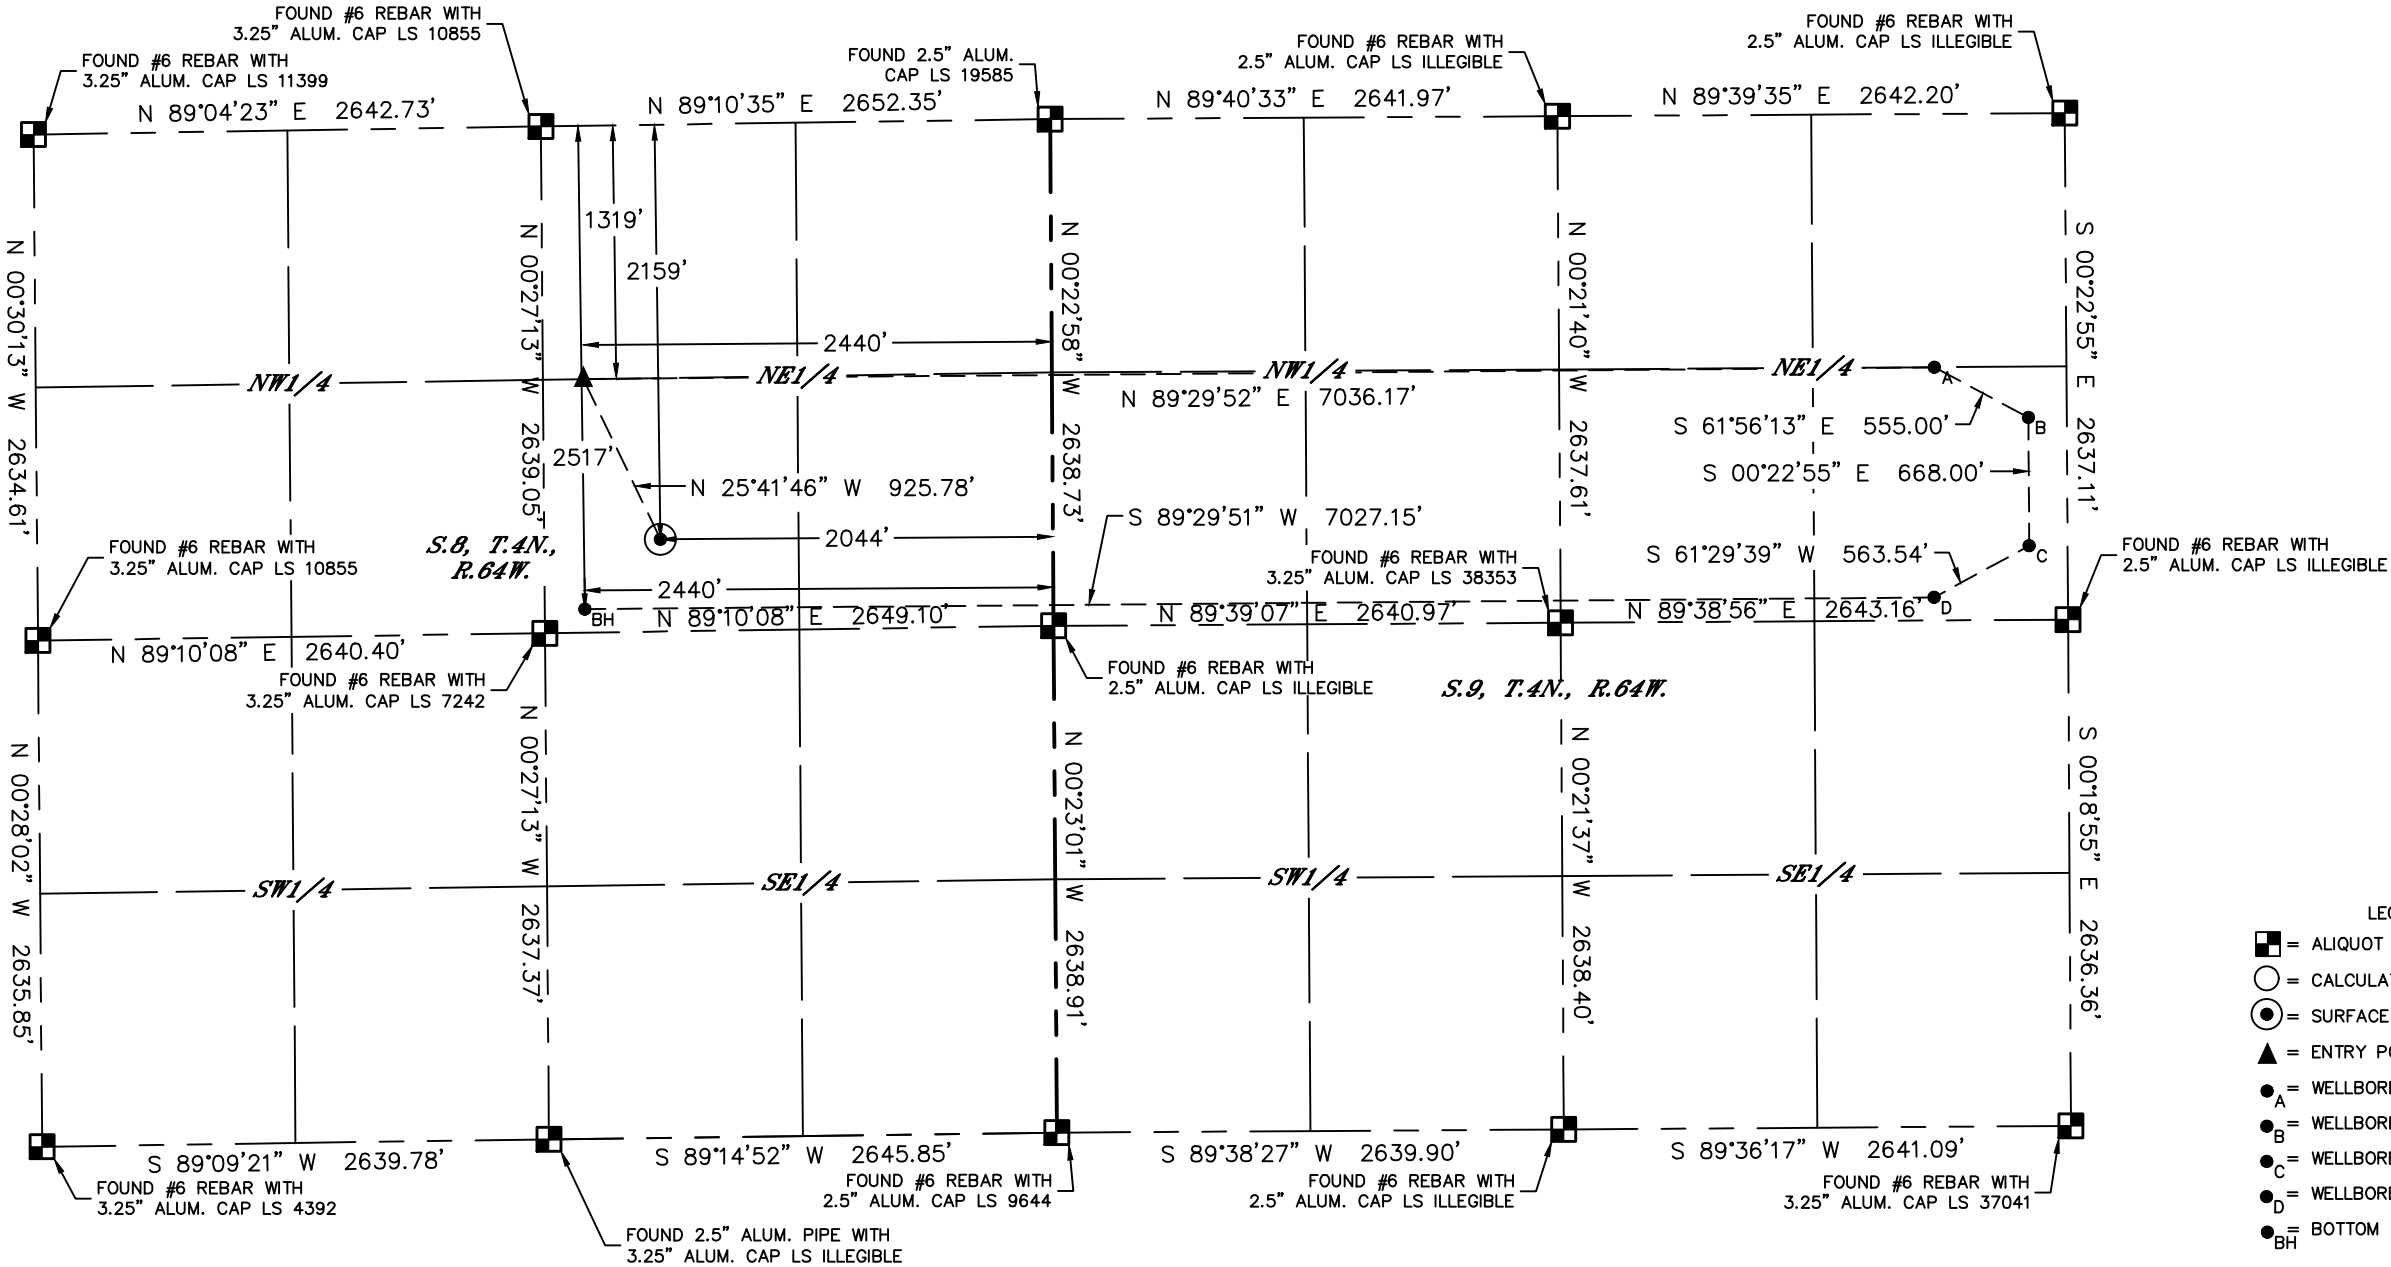 FOUND #6 REBAR WITH
3.25" ALUM. CAP LS 10855
FOUND #6 REBAR WITH
3.25" ALUM. CAP LS 11399
FOUND 2.5" ALUM.
CAP LS 19585
FOUND #6 REBAR WITH
2.5" ALUM. CAP LS ILLEGIBLE
FOUND #6 REBAR WITH
2.5" ALUM. CAP LS ILLEGIBLE
N 89°04'23" E 2642.73'
N 89°10'35" E 2652.35'
N 89°40'33" E 2641.97'
N 89°39'35" E 2642.20'
N 00°30'13" W 2634.61'
N 00°27'13" W 2639.05'
N 00°22'58" W 2638.73'
N 00°21'40" W 2637.61'
S 00°22'55" E 2637.11'
1319'
2159'
2440'
NW1/4
NE1/4
NW1/4
NE1/4
A
N 89°29'52" E 7036.17'
S 61°56'13" E 555.00'
B
2517'
S 00°22'55" E 668.00'
N 25°41'46" W 925.78'
S 89°29'51" W 7027.15'
2044'
S.8, T.4N.,
R.64W.
FOUND #6 REBAR WITH
3.25" ALUM. CAP LS 10855
FOUND #6 REBAR WITH
3.25" ALUM. CAP LS 38353
S 61°29'39" W 563.54'
C
FOUND #6 REBAR WITH
2.5" ALUM. CAP LS ILLEGIBLE
2440'
BH
N 89°10'08" E 2649.10'
N 89°39'07" E 2640.97'
N 89°38'56" E 2643.16'
D
N 89°10'08" E 2640.40'
FOUND #6 REBAR WITH
3.25" ALUM. CAP LS 7242
FOUND #6 REBAR WITH
2.5" ALUM. CAP LS ILLEGIBLE
S.9, T.4N., R.64W.
N 00°28'02" W 2635.85'
N 00°27'13" W 2637.37'
N 00°23'01" W 2638.91'
N 00°21'37" W 2638.40'
S 00°18'55" E 2636.36'
SW1/4
SE1/4
SW1/4
SE1/4
S 89°09'21" W 2639.78'
S 89°14'52" W 2645.85'
S 89°38'27" W 2639.90'
S 89°36'17" W 2641.09'
FOUND #6 REBAR WITH
3.25" ALUM. CAP LS 4392
FOUND 2.5" ALUM. PIPE WITH
3.25" ALUM. CAP LS ILLEGIBLE
FOUND #6 REBAR WITH
2.5" ALUM. CAP LS 9644
FOUND #6 REBAR WITH
2.5" ALUM. CAP LS ILLEGIBLE
FOUND #6 REBAR WITH
3.25" ALUM. CAP LS 37041
= ALIQUOT
=
= SURFACE
= ENTRY
A =
B =
C =
D =
BH = BOTTOM